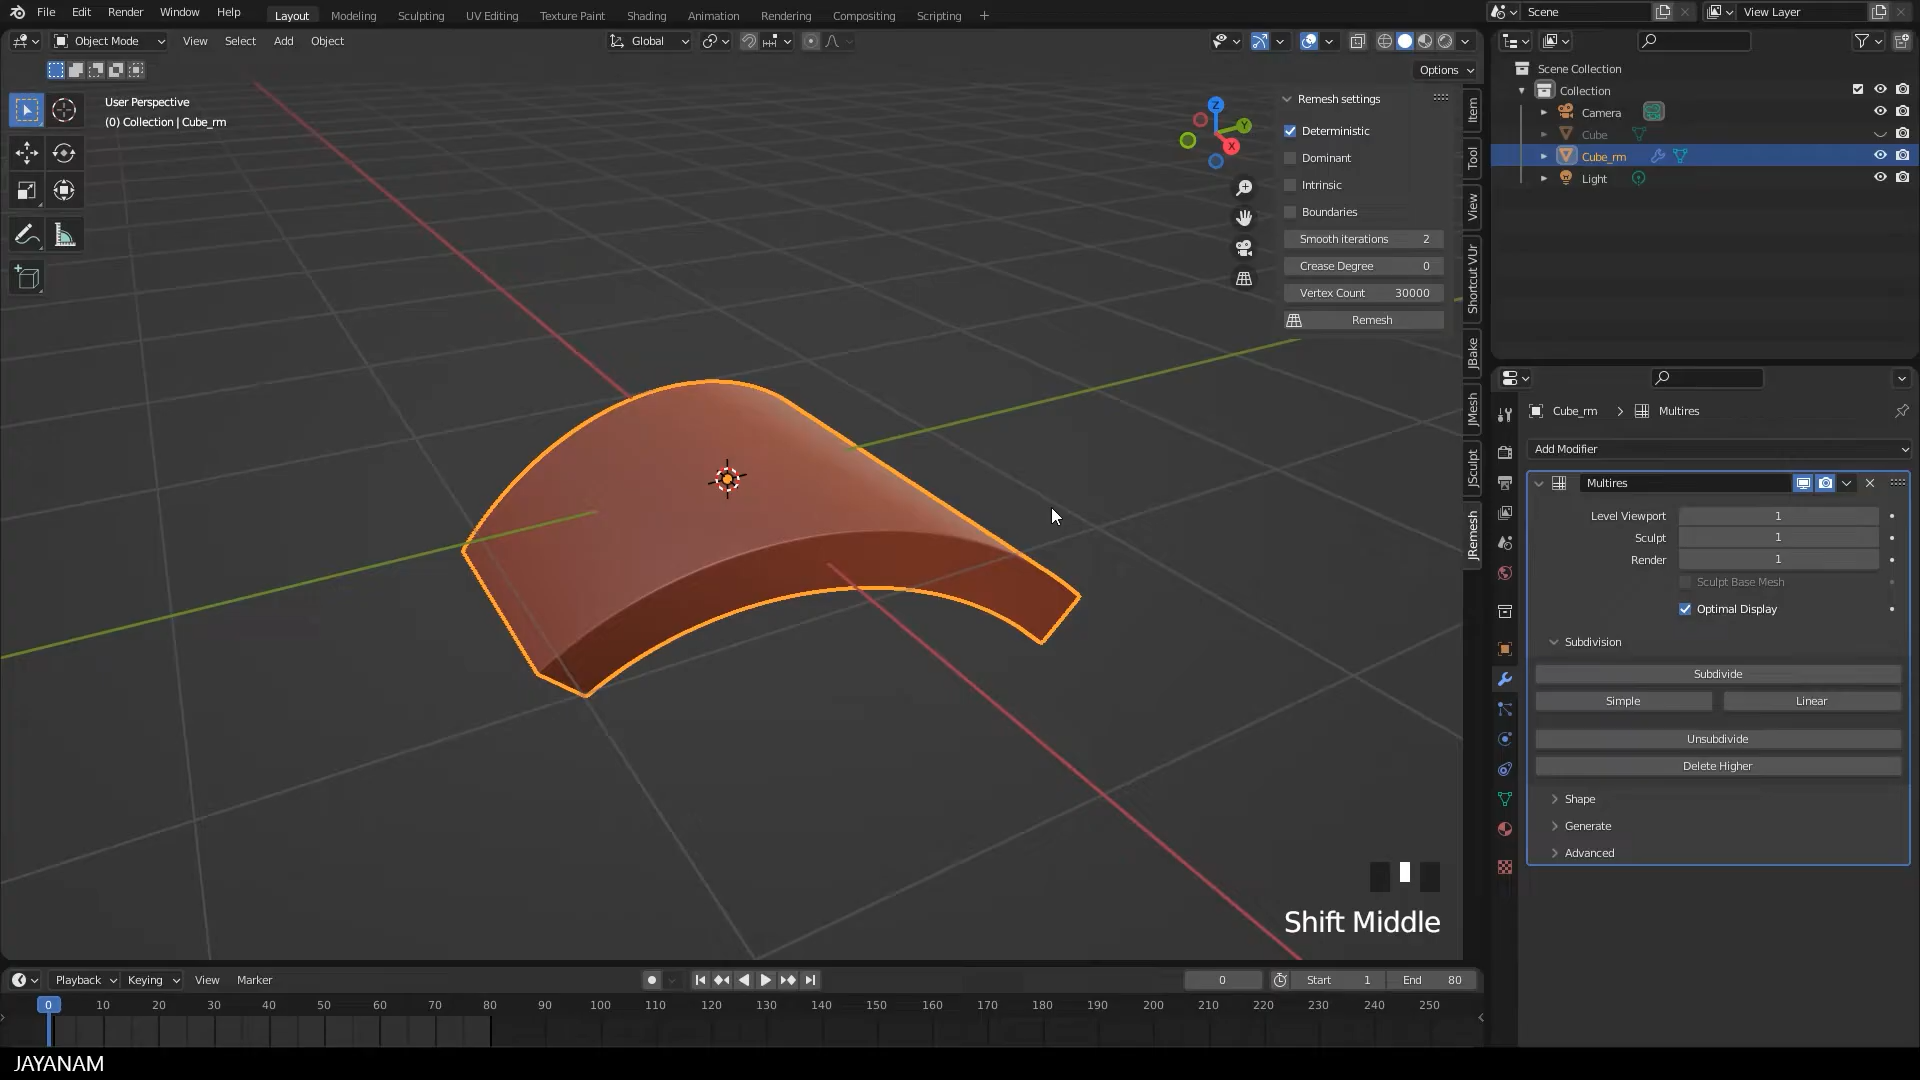 File Edit Render Window Help Layout Modeling Sculpting UV Editing Texture Paint Shading Animation Rendering Compositing Scripting + Scene View Layer
Object Mode View Select Add Object Global
Options
User Perspective
(0) Collection | Cube_rm
Z
Y
X
Remesh settings
Deterministic
Dominant
Intrinsic
Boundaries
Smooth iterations 2
Crease Degree 0
Vertex Count 30000
Remesh
Item
Tool
View
Shortcut VUr
JBake
JMesh
JSculpt
JRemesh
Scene Collection
Collection
Camera
Cube
Cube_rm
Light
Cube_rm > Multires
Add Modifier
Multires
Level Viewport 1
Sculpt 1
Render 1
Sculpt Base Mesh
Optimal Display
Subdivision
Subdivide
Simple Linear
Unsubdivide
Delete Higher
Shape
Generate
Advanced
Shift Middle
Playback Keying View Marker 0 Start 1 End 80
0 10 20 30 40 50 60 70 80 90 100 110 120 130 140 150 160 170 180 190 200 210 220 230 240 250
JAYANAM